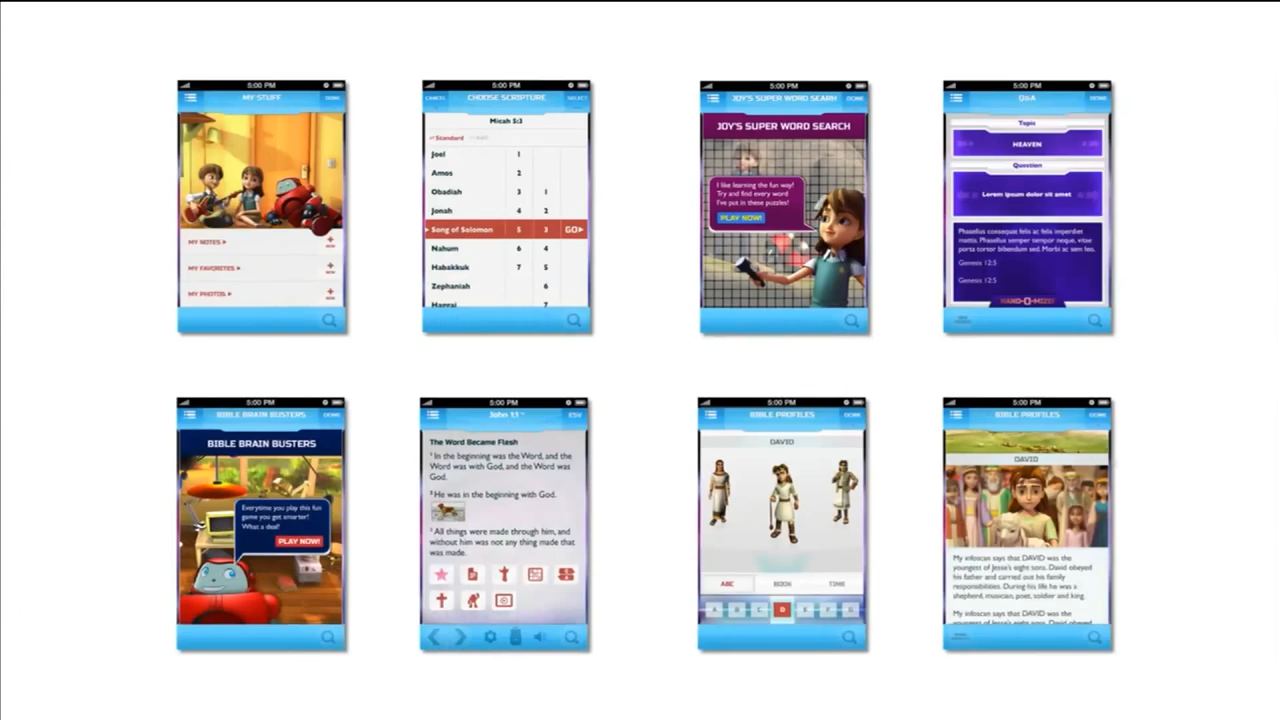 5:00 PM
MY STUFF
DONE
MY NOTES
NEW
MY FAVORITES
NEW
MY PHOTOS
NEW
5:00 PM
CANCEL CHOOSE SCRIPTURE SELECT
Micah 5:3
Standard
Joel 1
Amos 2
Obadiah 3 1
Jonah 4 2
Song of Solomon 5 3 GO
Nahum 6 4
Habakkuk 7 5
Zephaniah 6
Haggai 7
5:00 PM
JOY'S SUPER WORD SEARH DONE
JOY'S SUPER WORD SEARCH
I like learning the fun way!
Try and find every word
I've put in these puzzles!
PLAY NOW!
5:00 PM
Q&A DONE
Topic
HEAVEN
Question
Lorem ipsum dolor sit amet
Phasellus consequat felis ac felis imperdiet
mattis. Phasellus semper tempor neque, vitae
porta tortor bibendum sed. Morbi ac sem leo.
Genesis 12:5
Genesis 12:5
RAND-O-MIZE!
5:00 PM
BIBLE BRAIN BUSTERS DONE
BIBLE BRAIN BUSTERS
Everytime you play this fun
game you get smarter!
What a deal!
PLAY NOW!
5:00 PM
John 1:1 ESV
The Word Became Flesh
1 In the beginning was the Word, and the
Word was with God, and the Word was
God.
2 He was in the beginning with God.
3 All things were made through him, and
without him was not any thing made that
was made.
5:00 PM
BIBLE PROFILES DONE
DAVID
ABC BOOK TIME
A B C D E F G
5:00 PM
BIBLE PROFILES DONE
DAVID
My infoscan says that DAVID was the
youngest of Jesse's eight sons. David obeyed
his father and carried out his family
responsibilities. During his life he was a
shepherd, musician, poet, soldier and king.
My infoscan says that DAVID was the
youngest of Jesse's eight sons. David obeyed